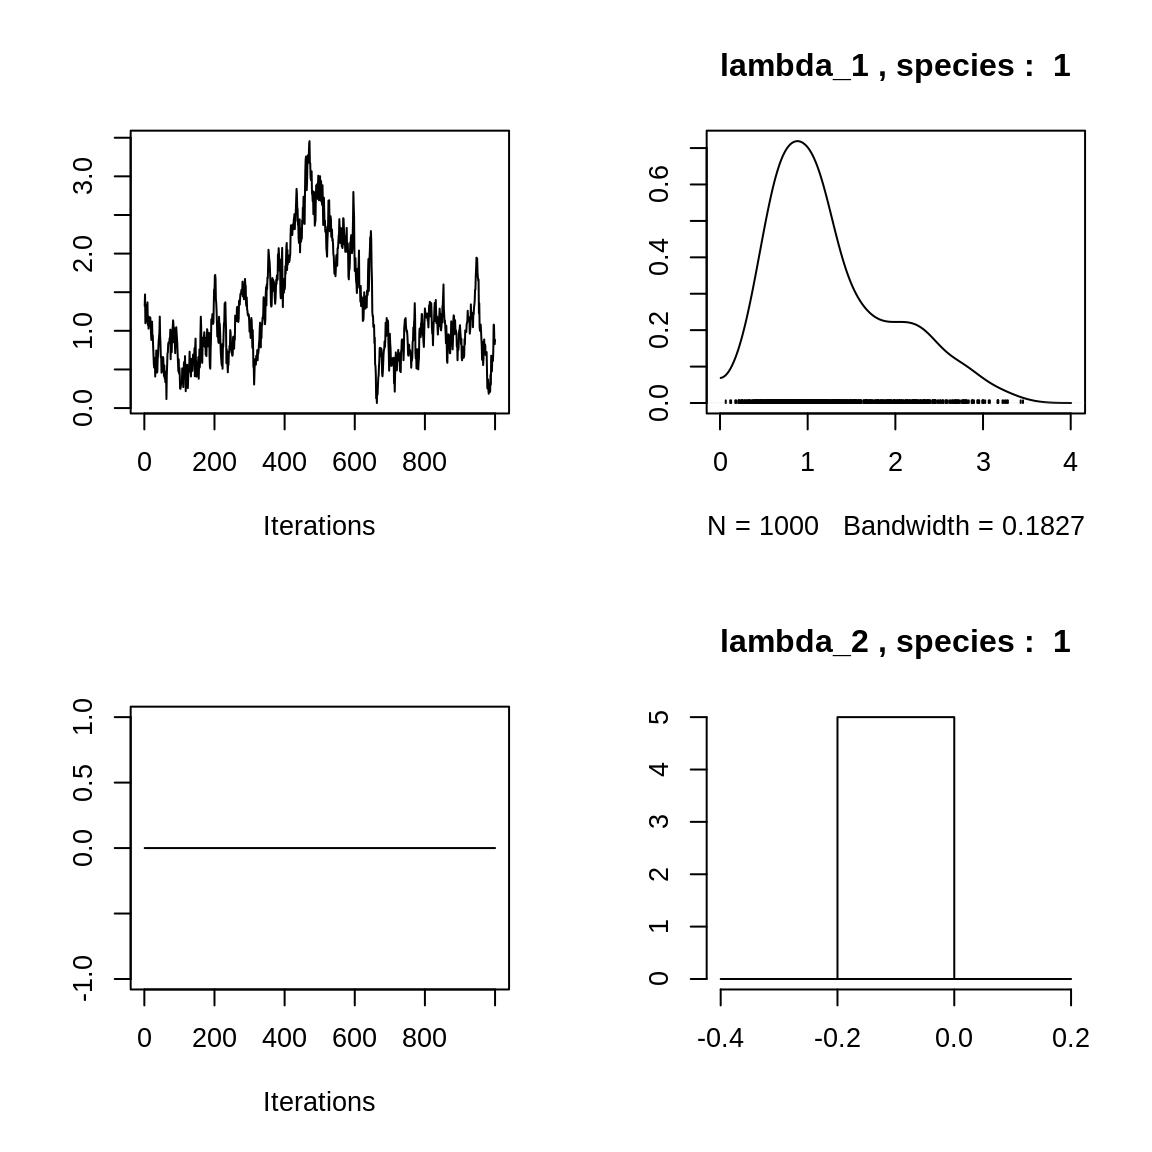 lambda_1 , species :  1
3.0
2.0
1.0
0.0
0 200 400 600 800
Iterations
0.6
0.4
0.2
0.0
0 1 2 3 4
N = 1000   Bandwidth = 0.1827
lambda_2 , species :  1
1.0
0.5
0.0
-1.0
0 200 400 600 800
Iterations
5
4
3
2
1
0
-0.4 -0.2 0.0 0.2